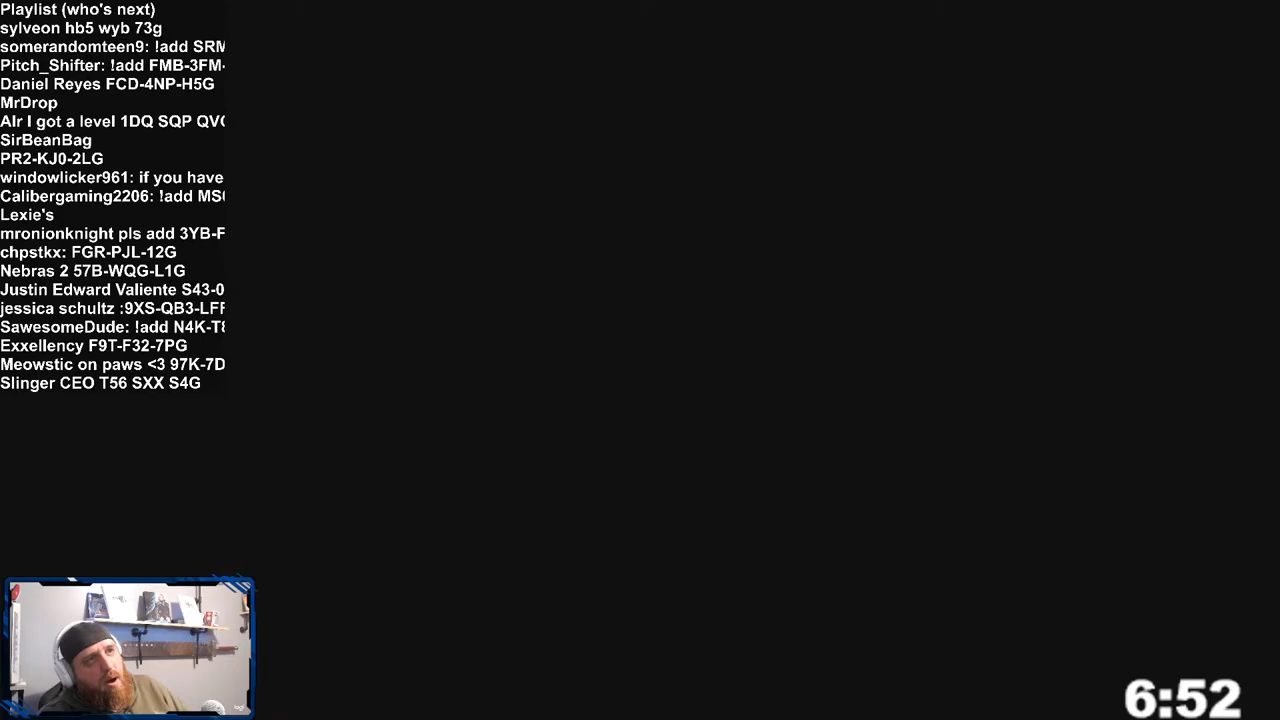 Playlist (who's next)
sylveon hb5 wyb 73g
somerandomteen9: !add SRM
Pitch_Shifter: !add FMB-3FM-
Daniel Reyes FCD-4NP-H5G
MrDrop
Alr I got a level 1DQ SQP QV
SirBeanBag
PR2-KJ0-2LG
windowlicker961: if you have
Calibergaming2206: !add MS
Lexie's
mronionknight pls add 3YB-F
chpstkx: FGR-PJL-12G
Nebras 2 57B-WQG-L1G
Justin Edward Valiente S43-0
jessica schultz :9XS-QB3-LF
SawesomeDude: !add N4K-T
Exxellency F9T-F32-7PG
Meowstic on paws <3 97K-7D
Slinger CEO T56 SXX S4G
6:52